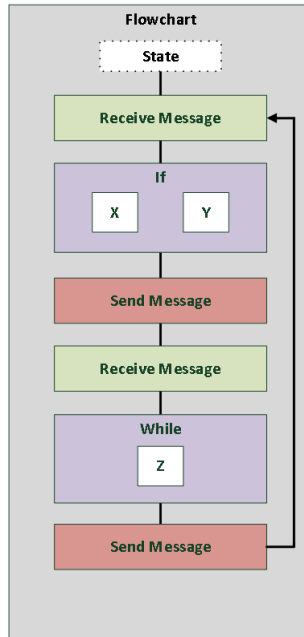 Flowchart
State
Receive Message
If
X Y
Send Message
Receive Message
While
Z
Send Message